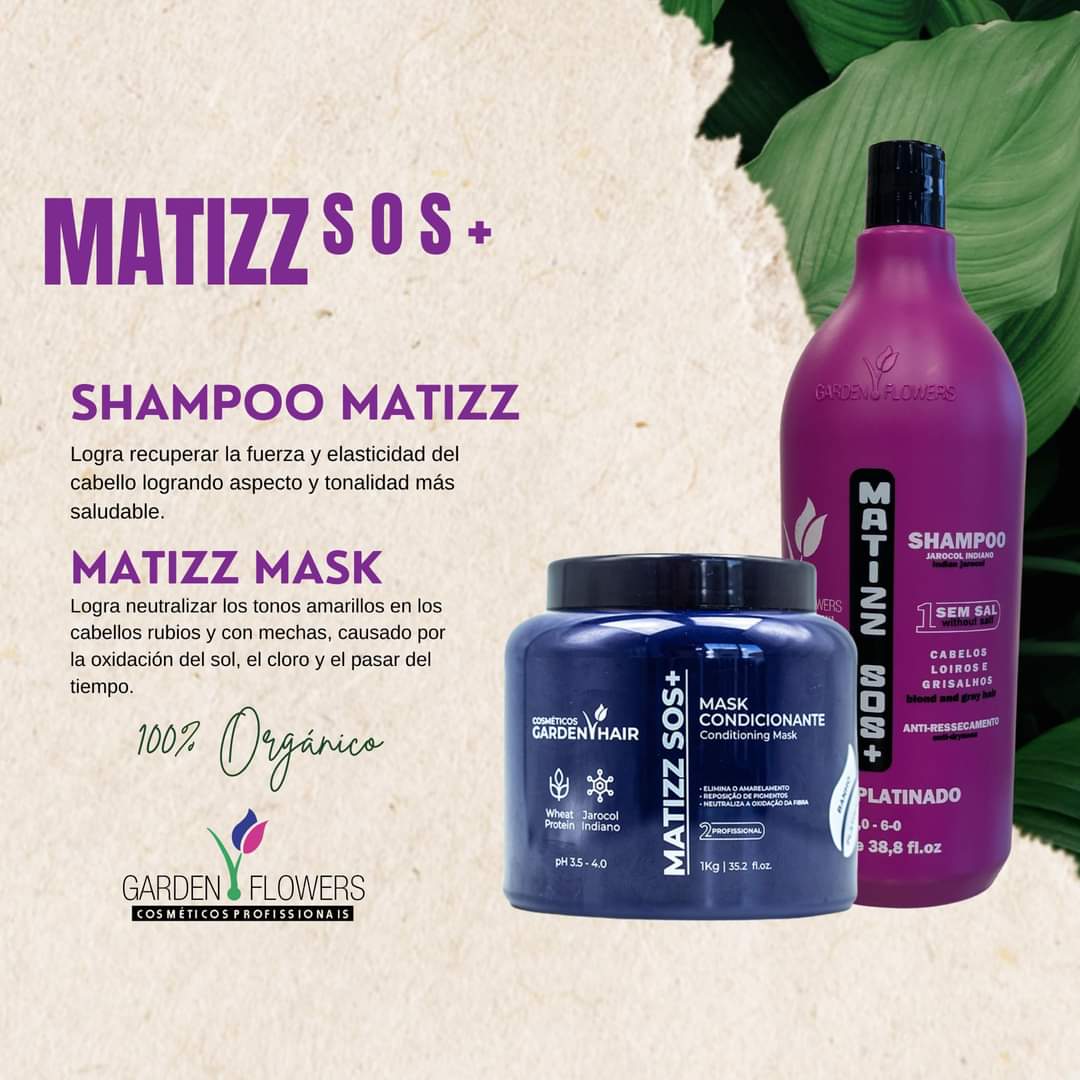 MATIZZ SOS+
SHAMPOO MATIZZ
Logra recuperar la fuerza y elasticidad del
cabello logrando aspecto y tonalidad más
saludable.
MATIZZ MASK
Logra neutralizar los tonos amarillos en los
cabellos rubios y con mechas, causado por
la oxidación del sol, el cloro y el pasar del
tiempo.
100% Orgánico
GARDEN FLOWERS
COSMÉTICOS PROFISSIONAIS
COSMÉTICOS
GARDEN HAIR
Wheat
Protein
Jarocol
Indiano
pH 3.5 - 4.0
MATIZZ SOS+
MASK
CONDICIONANTE
Conditioning Mask
• ELIMINA O AMARELAMENTO
• REPOSIÇÃO DE PIGMENTOS
• NEUTRALIZA A OXIDAÇÃO DA FIBRA
2 PROFISSIONAL
1Kg | 35.2 fl.oz.
BANHO
GARDEN FLOWERS
MATIZZ SOS+
SHAMPOO
JAROCOL INDIANO
Indian jarocol
1 SEM SAL
without salt
CABELOS
LOIROS E
GRISALHOS
blond and gray hair
ANTI-RESSECAMENTO
PLATINADO
,0 - 6-0
e 38,8 fl.oz